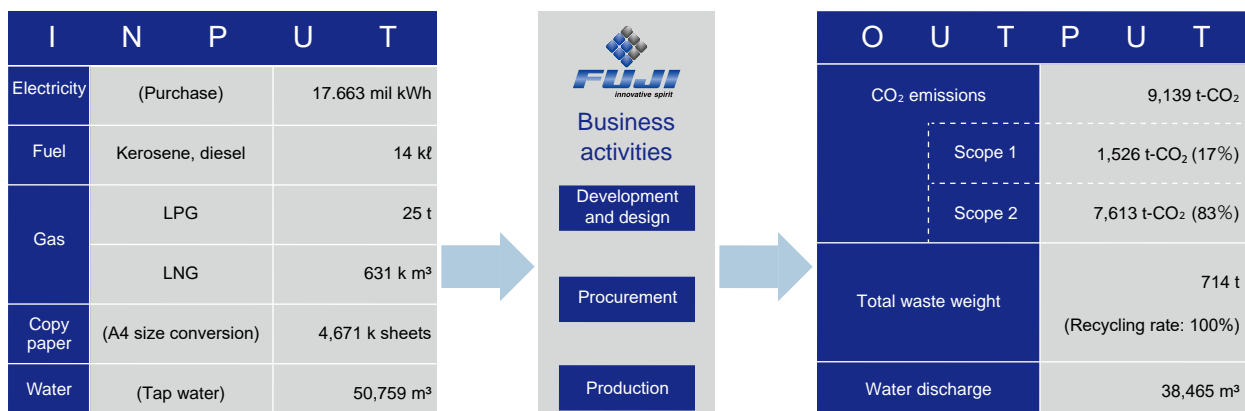 I N P U T
Electricity (Purchase) 17.663 mil kWh
Fuel Kerosene, diesel 14 kℓ
Gas LPG 25 t
LNG 631 k m³
Copy paper (A4 size conversion) 4,671 k sheets
Water (Tap water) 50,759 m³
FUJI
innovative spirit
Business
activities
Development
and design
Procurement
Production
O U T P U T
CO₂ emissions 9,139 t-CO₂
Scope 1 1,526 t-CO₂ (17%)
Scope 2 7,613 t-CO₂ (83%)
Total waste weight 714 t
(Recycling rate: 100%)
Water discharge 38,465 m³